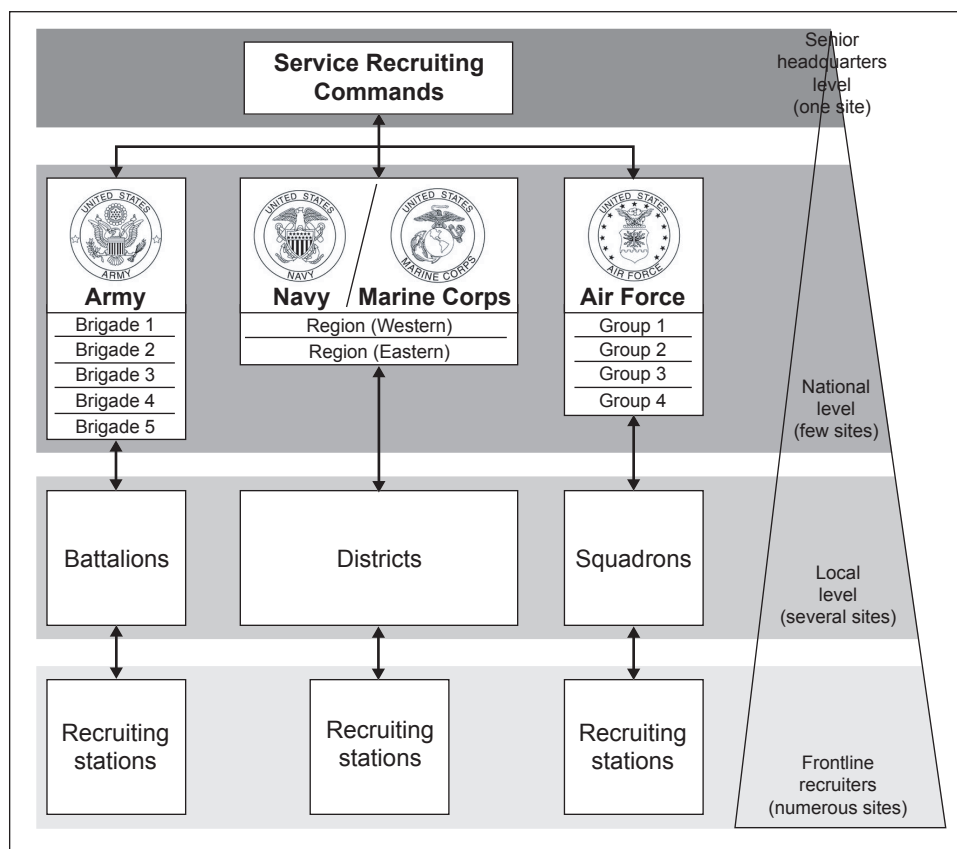 Service Recruiting
Commands
Senior
headquarters
level
(one site)
UNITED STATES
ARMY
Army
Brigade 1
Brigade 2
Brigade 3
Brigade 4
Brigade 5
UNITED STATES
NAVY
Navy
UNITED STATES
MARINE CORPS
Marine Corps
Region (Western)
Region (Eastern)
UNITED STATES
AIR FORCE
Air Force
Group 1
Group 2
Group 3
Group 4
National
level
(few sites)
Battalions
Districts
Squadrons
Local
level
(several sites)
Recruiting
stations
Recruiting
stations
Recruiting
stations
Frontline
recruiters
(numerous sites)